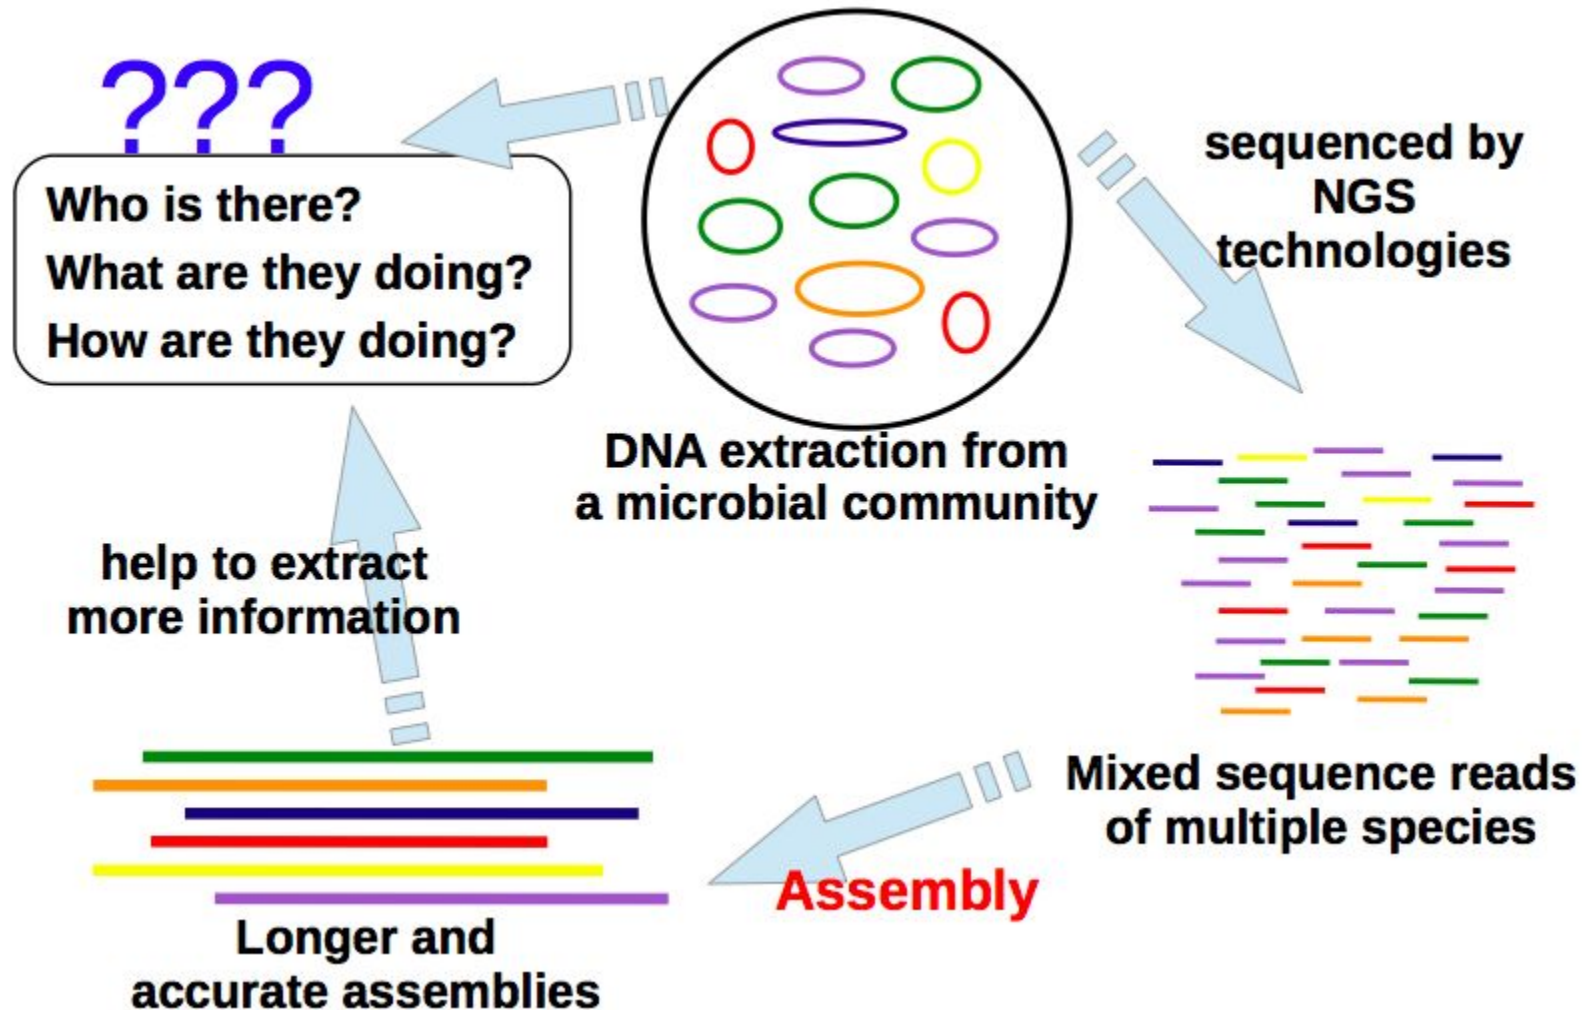 ???
Who is there?
What are they doing?
How are they doing?
DNA extraction from
a microbial community
sequenced by
NGS
technologies
Mixed sequence reads
of multiple species
Assembly
Longer and
accurate assemblies
help to extract
more information